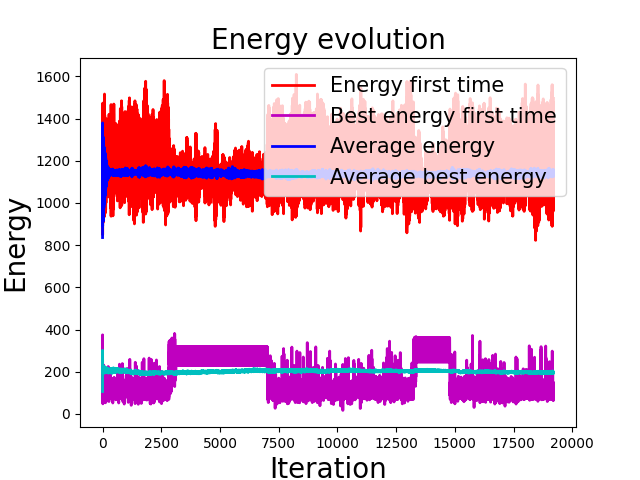 Energy evolution
Energy first time
Best energy first time
Average energy
Average best energy
Energy
1600
1400
1200
1000
800
600
400
200
0
0 2500 5000 7500 10000 12500 15000 17500 20000
Iteration